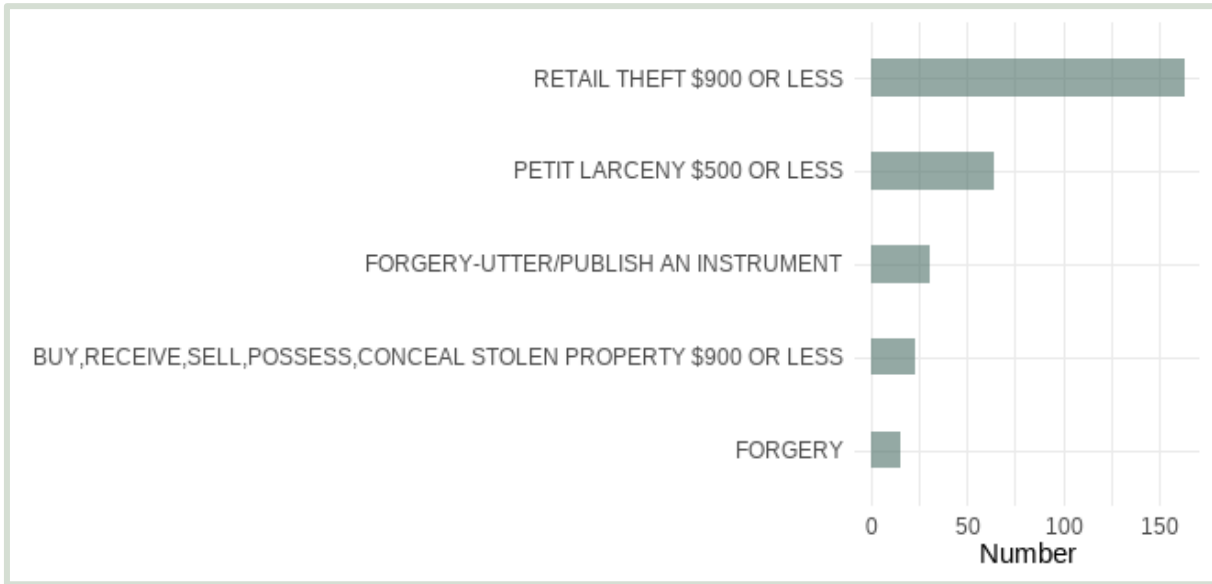 RETAIL THEFT $900 OR LESS
PETIT LARCENY $500 OR LESS
FORGERY-UTTER/PUBLISH AN INSTRUMENT
BUY,RECEIVE,SELL,POSSESS,CONCEAL STOLEN PROPERTY $900 OR LESS
FORGERY
0 50 100 150
Number